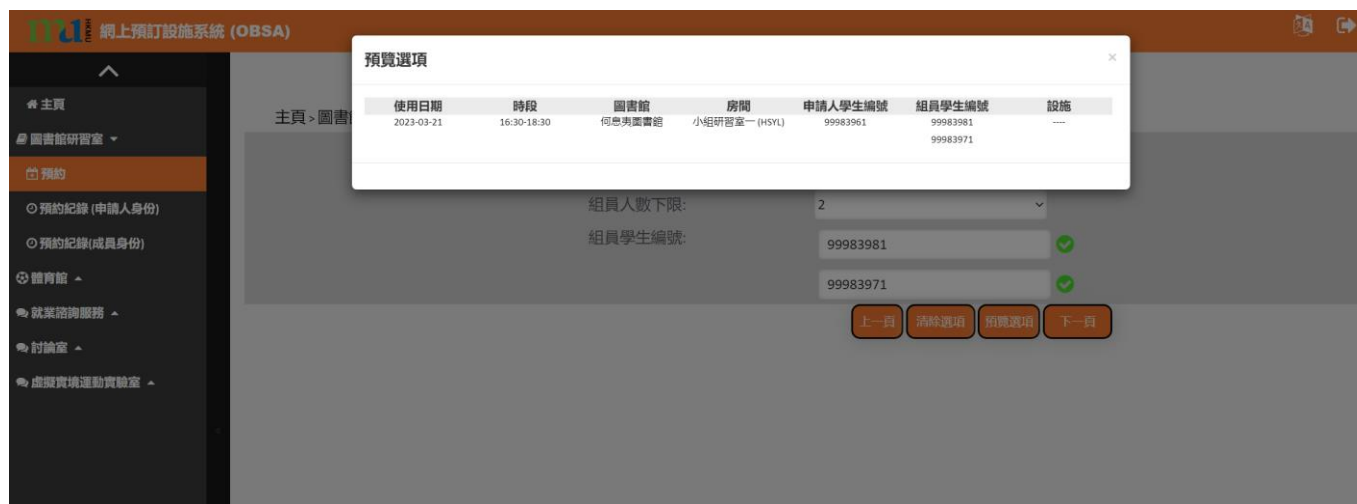 mu HKMU 網上預訂設施系統 (OBSA)
預覽選項 ×
主頁
圖書館研習室
預約
預約紀錄 (申請人身份)
預約紀錄(成員身份)
體育館
就業諮詢服務
討論室
虛擬實境運動實驗室
主頁 > 圖書
使用日期 時段 圖書館 房間 申請人學生編號 組員學生編號 設施
2023-03-21 16:30-18:30 何息夷圖書館 小組研習室一 (HSYL) 99983961 99983981 ----
99983971
組員人數下限: 2
組員學生編號: 99983981
99983971
上一頁 清除選項 預覽選項 下一頁